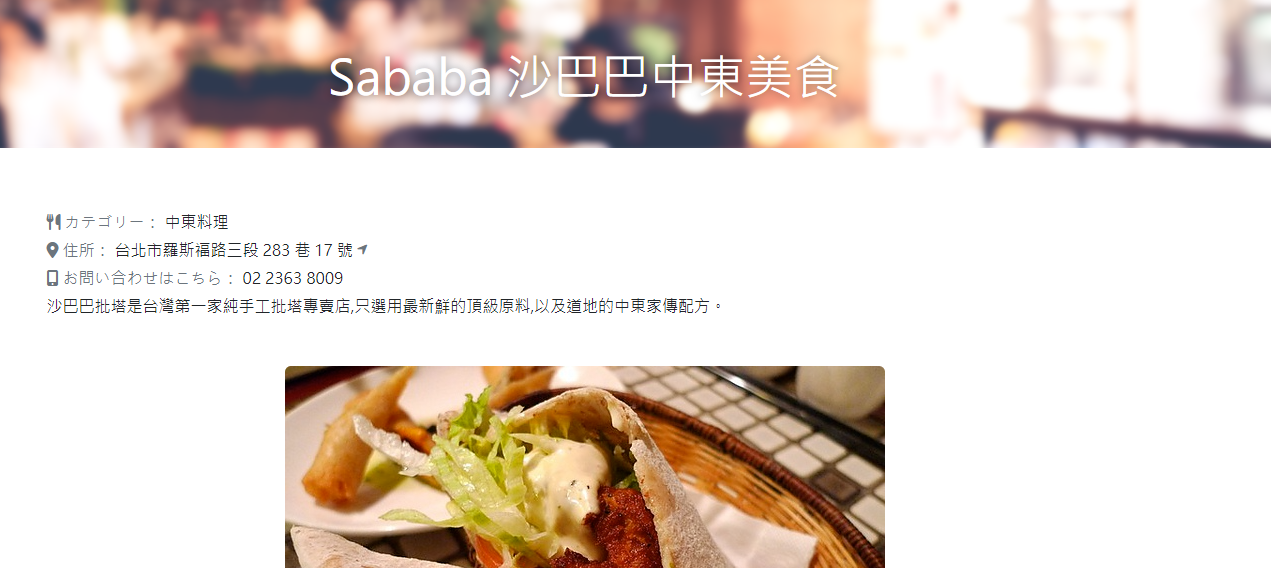 Sababa 沙巴巴中東美食
カテゴリー： 中東料理
住所： 台北市羅斯福路三段 283 巷 17 號
お問い合わせはこちら： 02 2363 8009
沙巴巴批塔是台灣第一家純手工批塔專賣店,只選用最新鮮的頂級原料,以及道地的中東家傳配方。